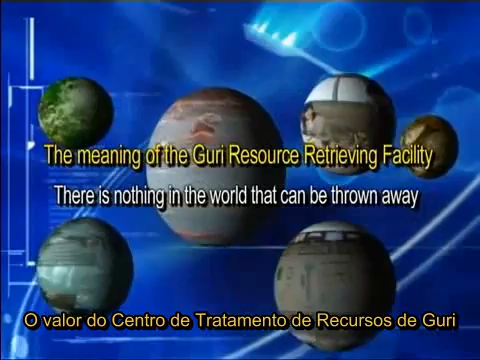 The meaning of the Guri Resource Retrieving Facility
There is nothing in the world that can be thrown away
O valor do Centro de Tratamento de Recursos de Guri